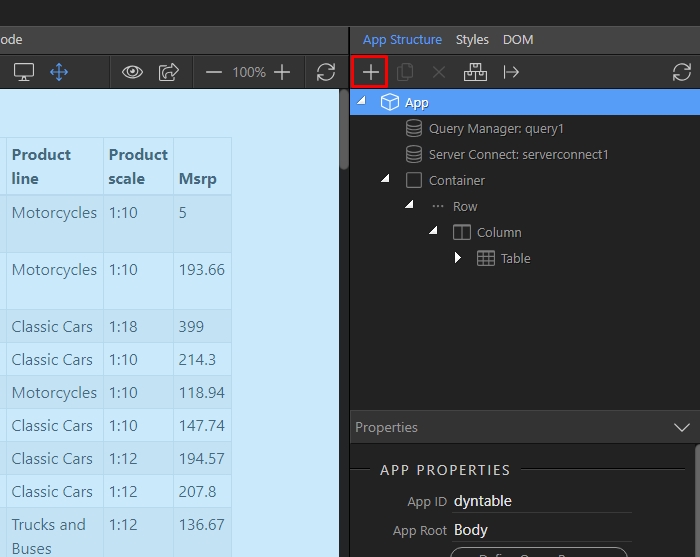 ode
App Structure Styles DOM
100%
App
Query Manager: query1
Server Connect: serverconnect1
Container
Row
Column
Table
Product line Product scale Msrp
Motorcycles 1:10 5
Motorcycles 1:10 193.66
Classic Cars 1:18 399
Classic Cars 1:10 214.3
Motorcycles 1:10 118.94
Classic Cars 1:10 147.74
Classic Cars 1:12 194.57
Classic Cars 1:12 207.8
Trucks and Buses 1:12 136.67
Properties
APP PROPERTIES
App ID dyntable
App Root Body